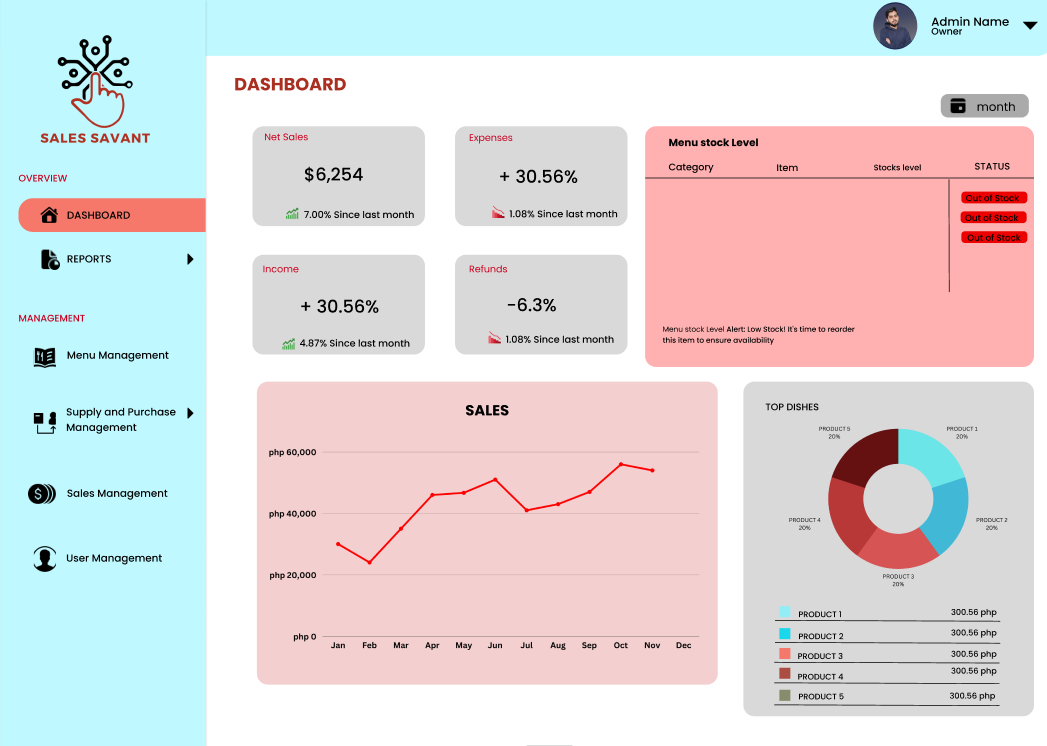 SALES SAVANT
OVERVIEW
DASHBOARD
REPORTS
MANAGEMENT
Menu Management
Supply and Purchase
Management
Sales Management
User Management
Admin Name
Owner
DASHBOARD
month
Net Sales
$6,254
7.00% Since last month
Expenses
+ 30.56%
1.08% Since last month
Income
+ 30.56%
4.87% Since last month
Refunds
-6.3%
1.08% Since last month
Menu stock Level
Category Item Stocks level STATUS
Out of Stock
Out of Stock
Out of Stock
Menu stock Level Alert: Low Stock! It's time to reorder
this item to ensure availability
SALES
php 60,000
php 40,000
php 20,000
php 0
Jan Feb Mar Apr May Jun Jul Aug Sep Oct Nov Dec
TOP DISHES
PRODUCT 5
20%
PRODUCT 1
20%
PRODUCT 4
20%
PRODUCT 2
20%
PRODUCT 3
20%
PRODUCT 1 300.56 php
PRODUCT 2 300.56 php
PRODUCT 3 300.56 php
PRODUCT 4 300.56 php
PRODUCT 5 300.56 php